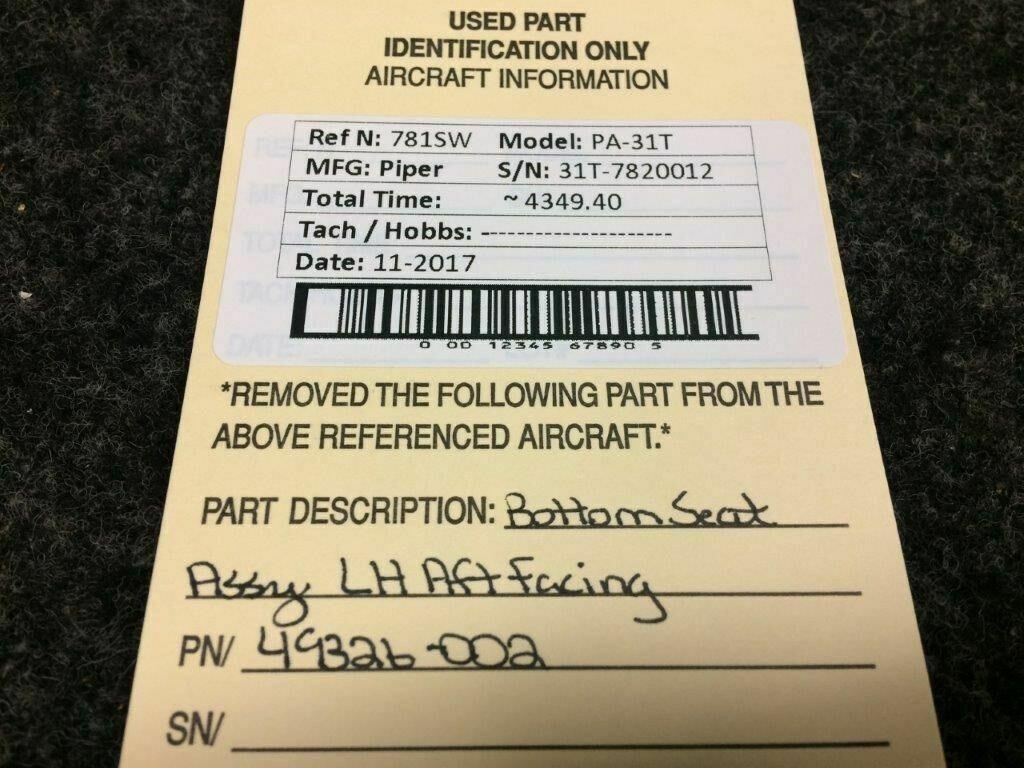 USED PART
IDENTIFICATION ONLY
AIRCRAFT INFORMATION
Ref N: 781SW Model: PA-31T
MFG: Piper S/N: 31T-7820012
Total Time: ~ 4349.40
Tach / Hobbs: --------------------
Date: 11-2017
0 00 12345 67890 5
*REMOVED THE FOLLOWING PART FROM THE
ABOVE REFERENCED AIRCRAFT.*
PART DESCRIPTION: Bottom Seat
Assy LH Aft Facing
PN/ 49326-002
SN/